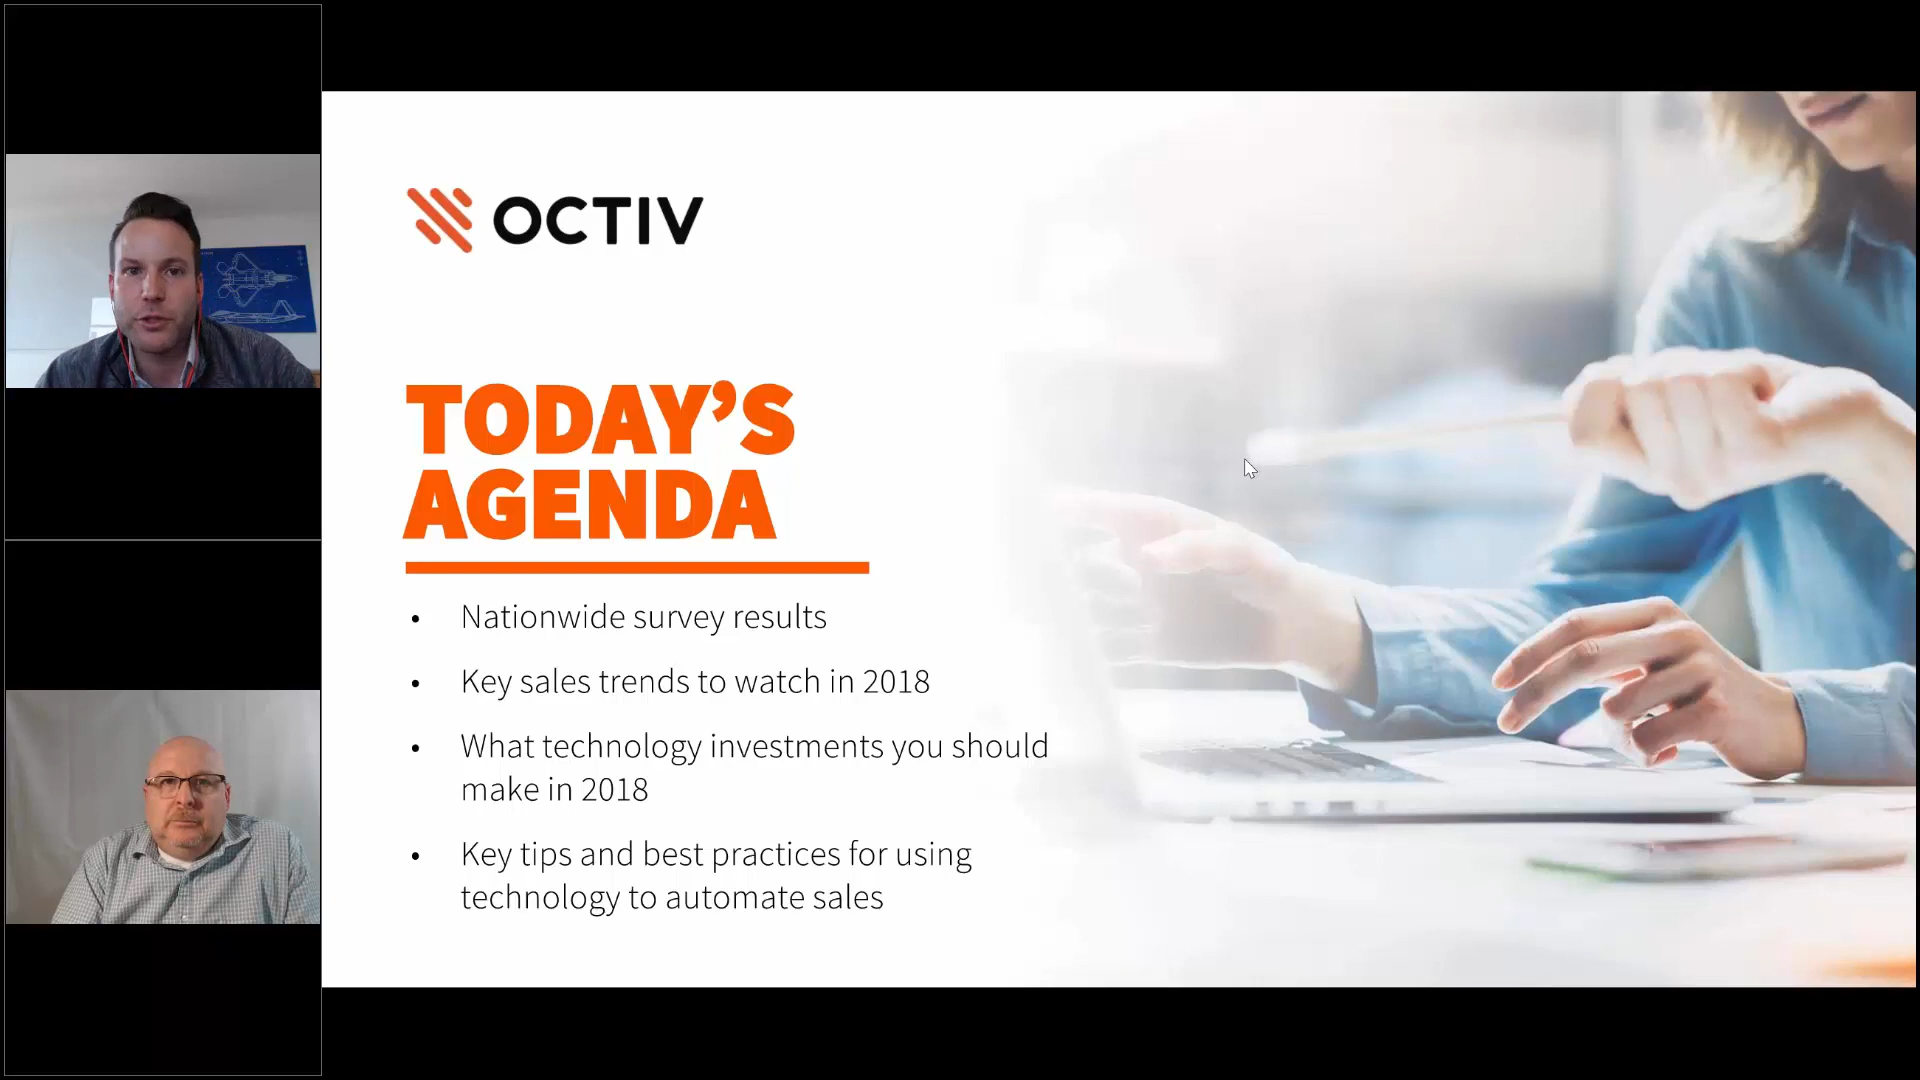 OCTIV
TODAY'S
AGENDA
• Nationwide survey results
• Key sales trends to watch in 2018
• What technology investments you should
make in 2018
• Key tips and best practices for using
technology to automate sales